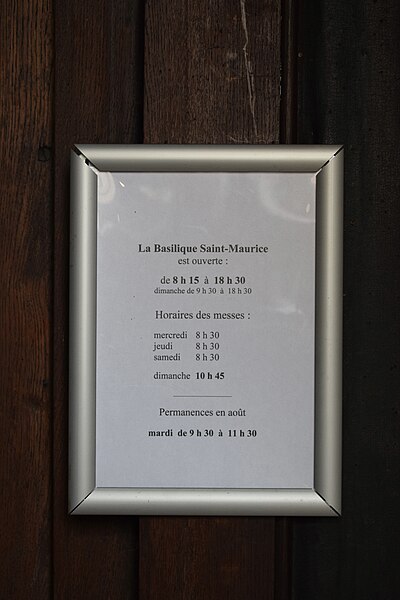 La Basilique Saint-Maurice
est ouverte :
de 8 h 15 à 18 h 30
dimanche de 9 h 30 à 18 h 30
Horaires des messes :
mercredi 8 h 30
jeudi 8 h 30
samedi 8 h 30
dimanche 10 h 45
Permanences en août
mardi de 9 h 30 à 11 h 30